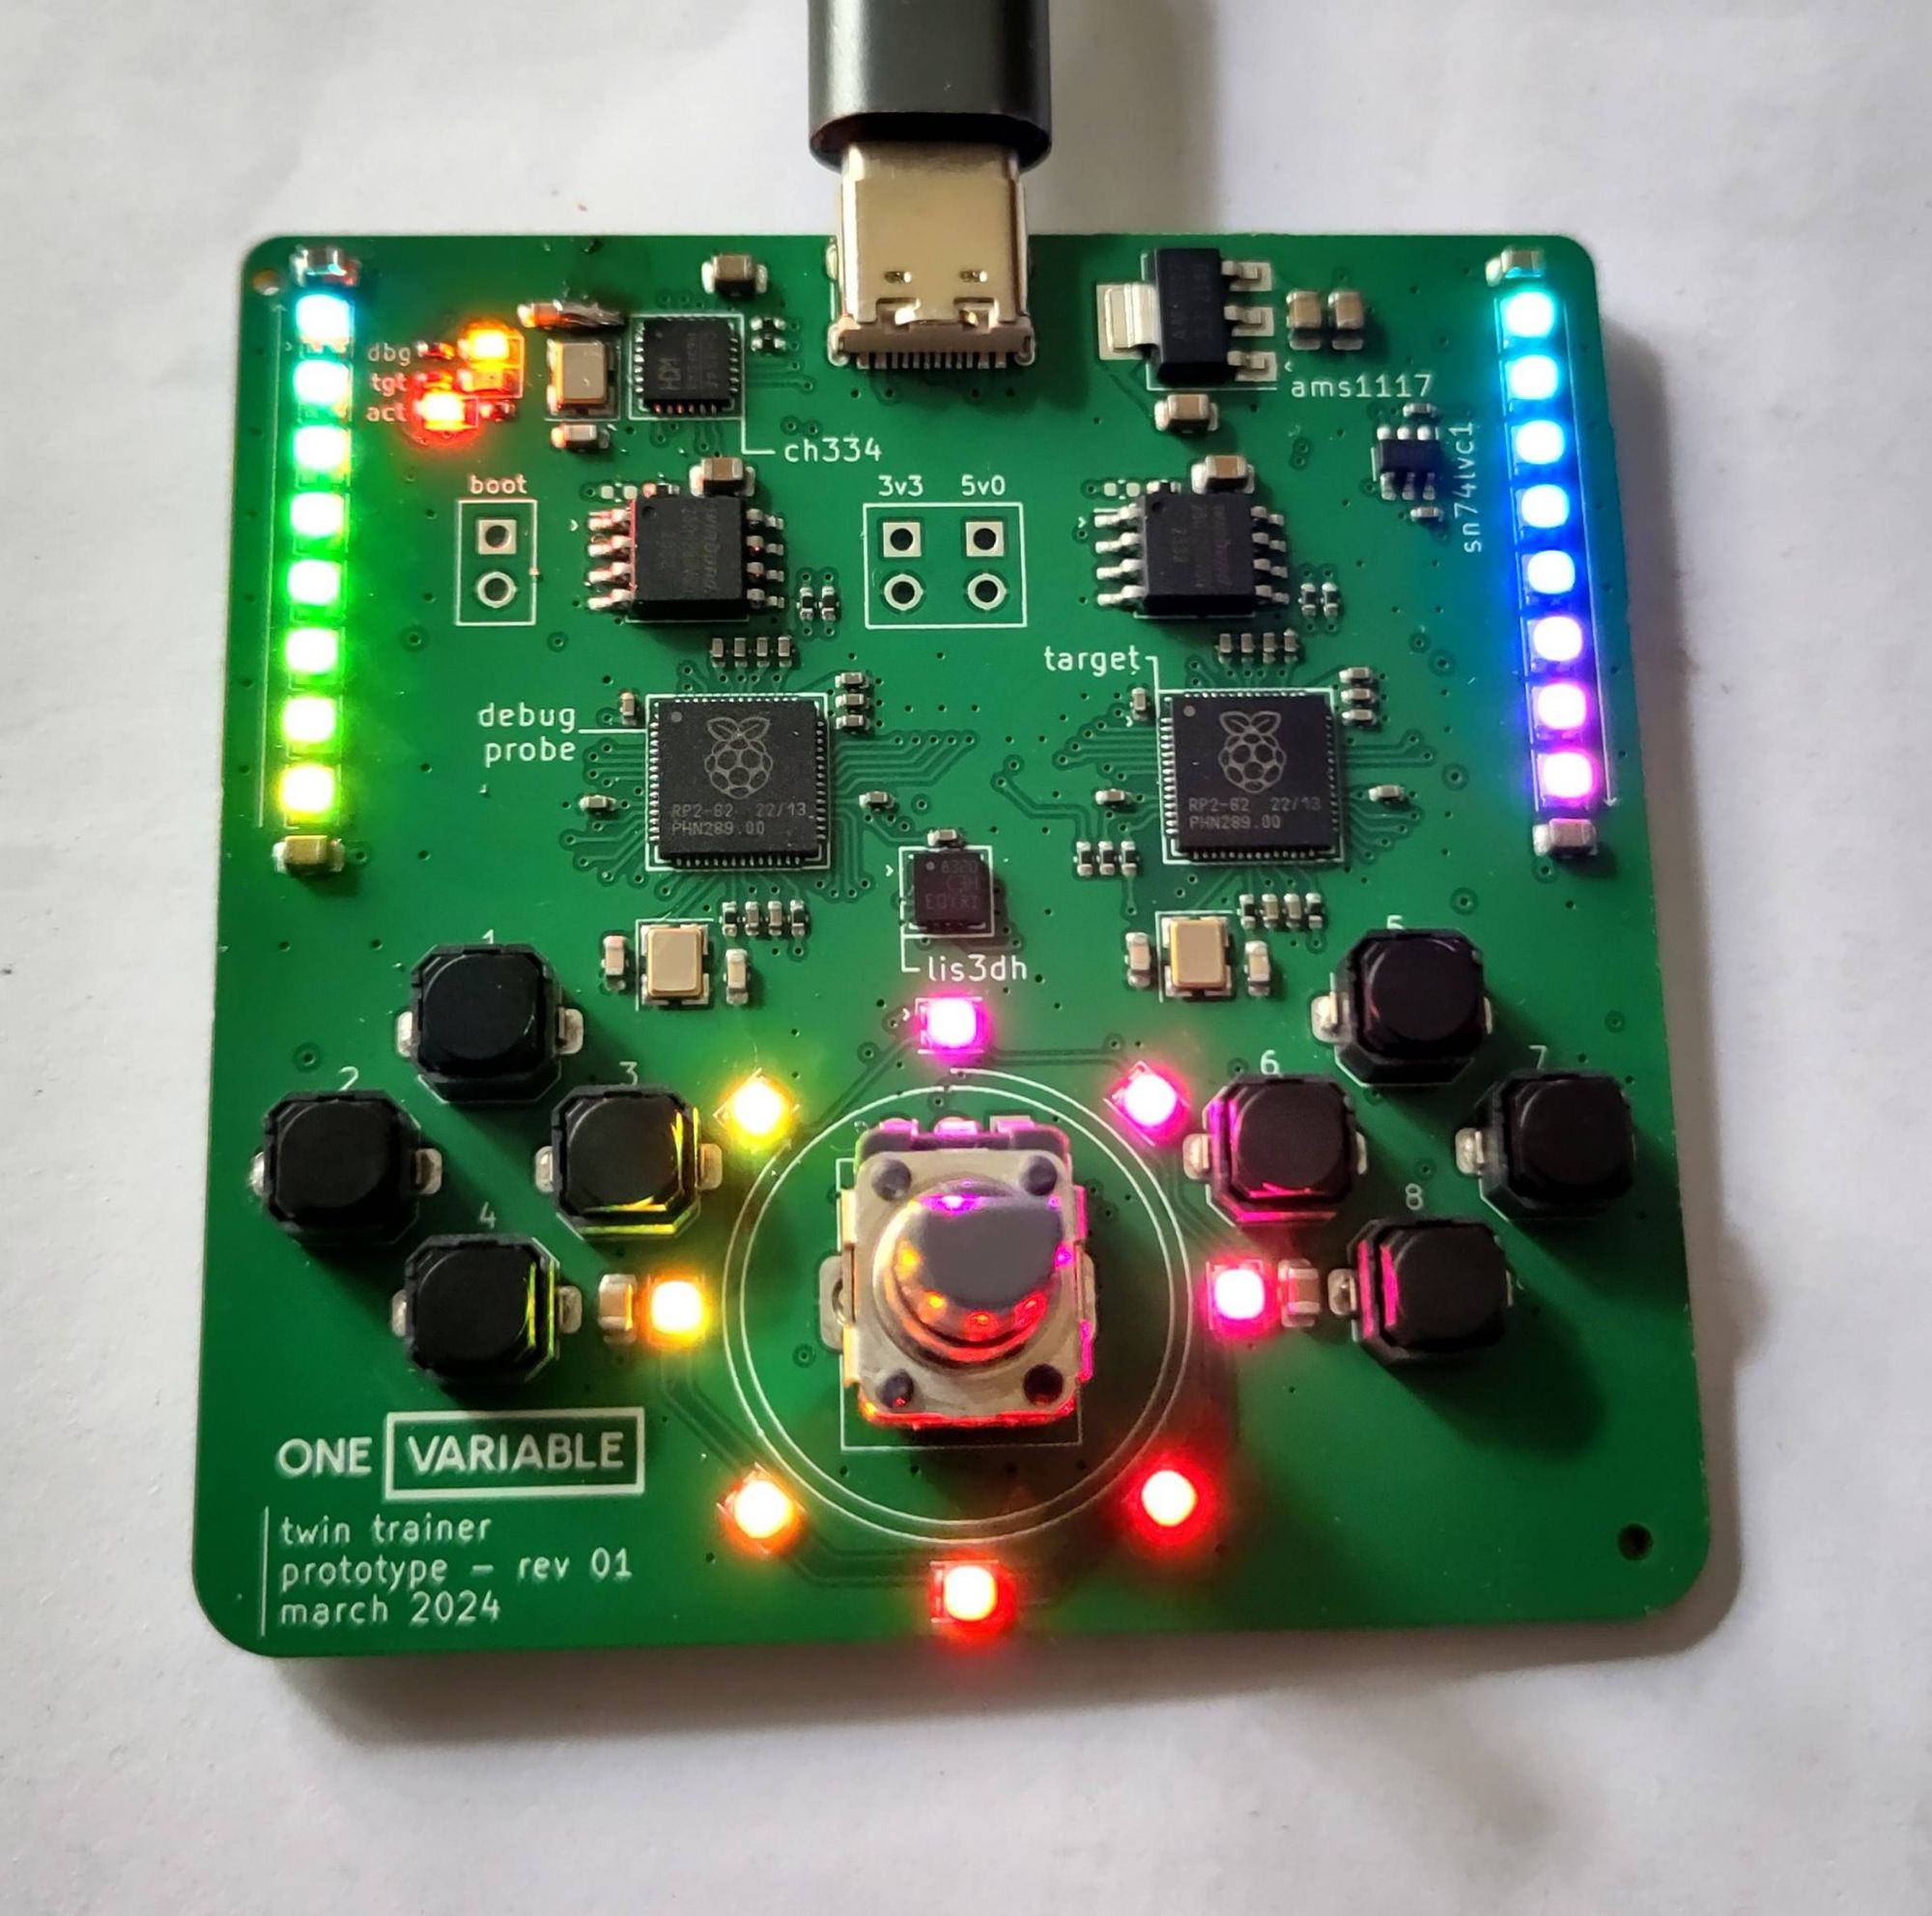 dbg
tgt
act
ch334
ams1117
sn74lvc1
boot
3v3 5v0
target
debug
probe
RP2-B2 22/13
PHN289.00
RP2-B2 22/13
PHN289.00
lis3dh
1
5
2
3
6
7
4
8
ONE VARIABLE
twin trainer
prototype – rev 01
march 2024